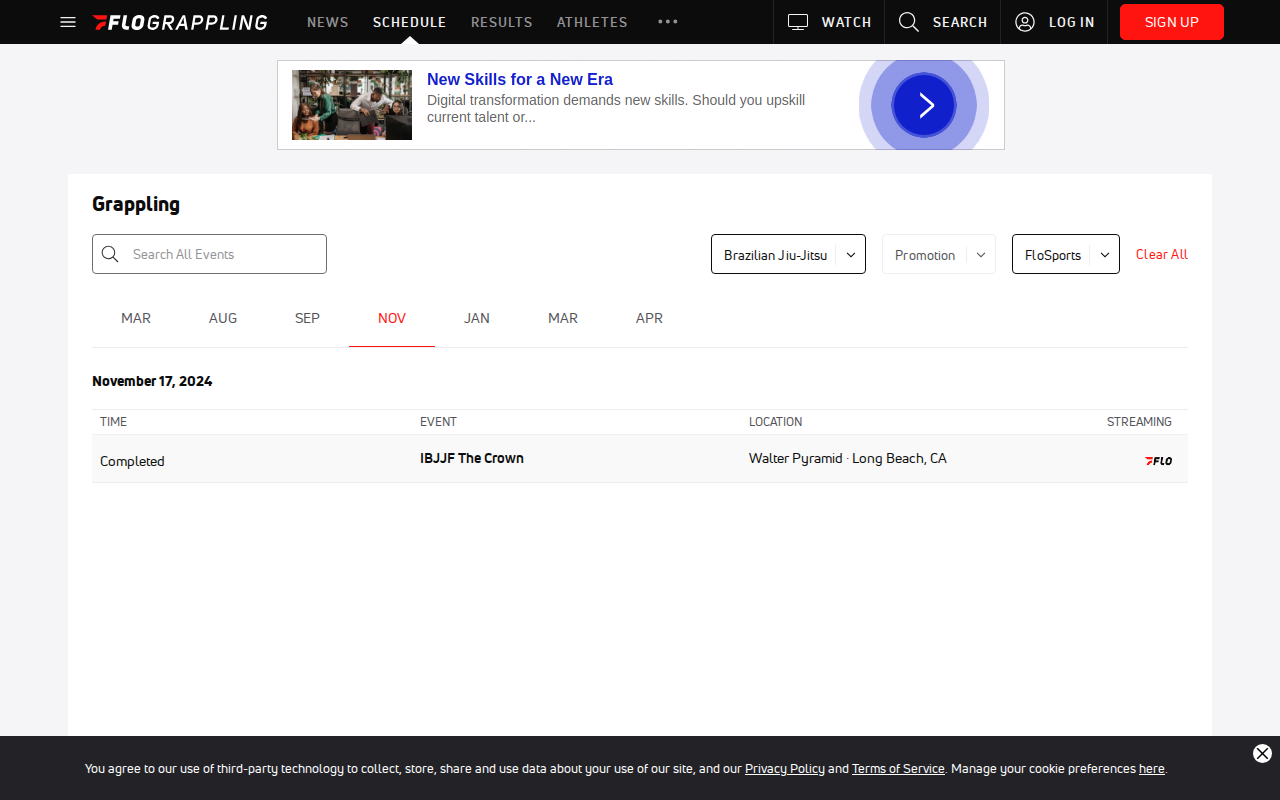 FLOGRAPPLING
NEWS
SCHEDULE
RESULTS
ATHLETES
WATCH
SEARCH
LOG IN
SIGN UP
New Skills for a New Era
Digital transformation demands new skills. Should you upskill
current talent or...
Grappling
Search All Events
Brazilian Jiu-Jitsu
Promotion
FloSports
Clear All
MAR
AUG
SEP
NOV
JAN
MAR
APR
November 17, 2024
TIME
EVENT
LOCATION
STREAMING
Completed
IBJJF The Crown
Walter Pyramid · Long Beach, CA
FLO
You agree to our use of third-party technology to collect, store, share and use data about your use of our site, and our Privacy Policy and Terms of Service. Manage your cookie preferences here.